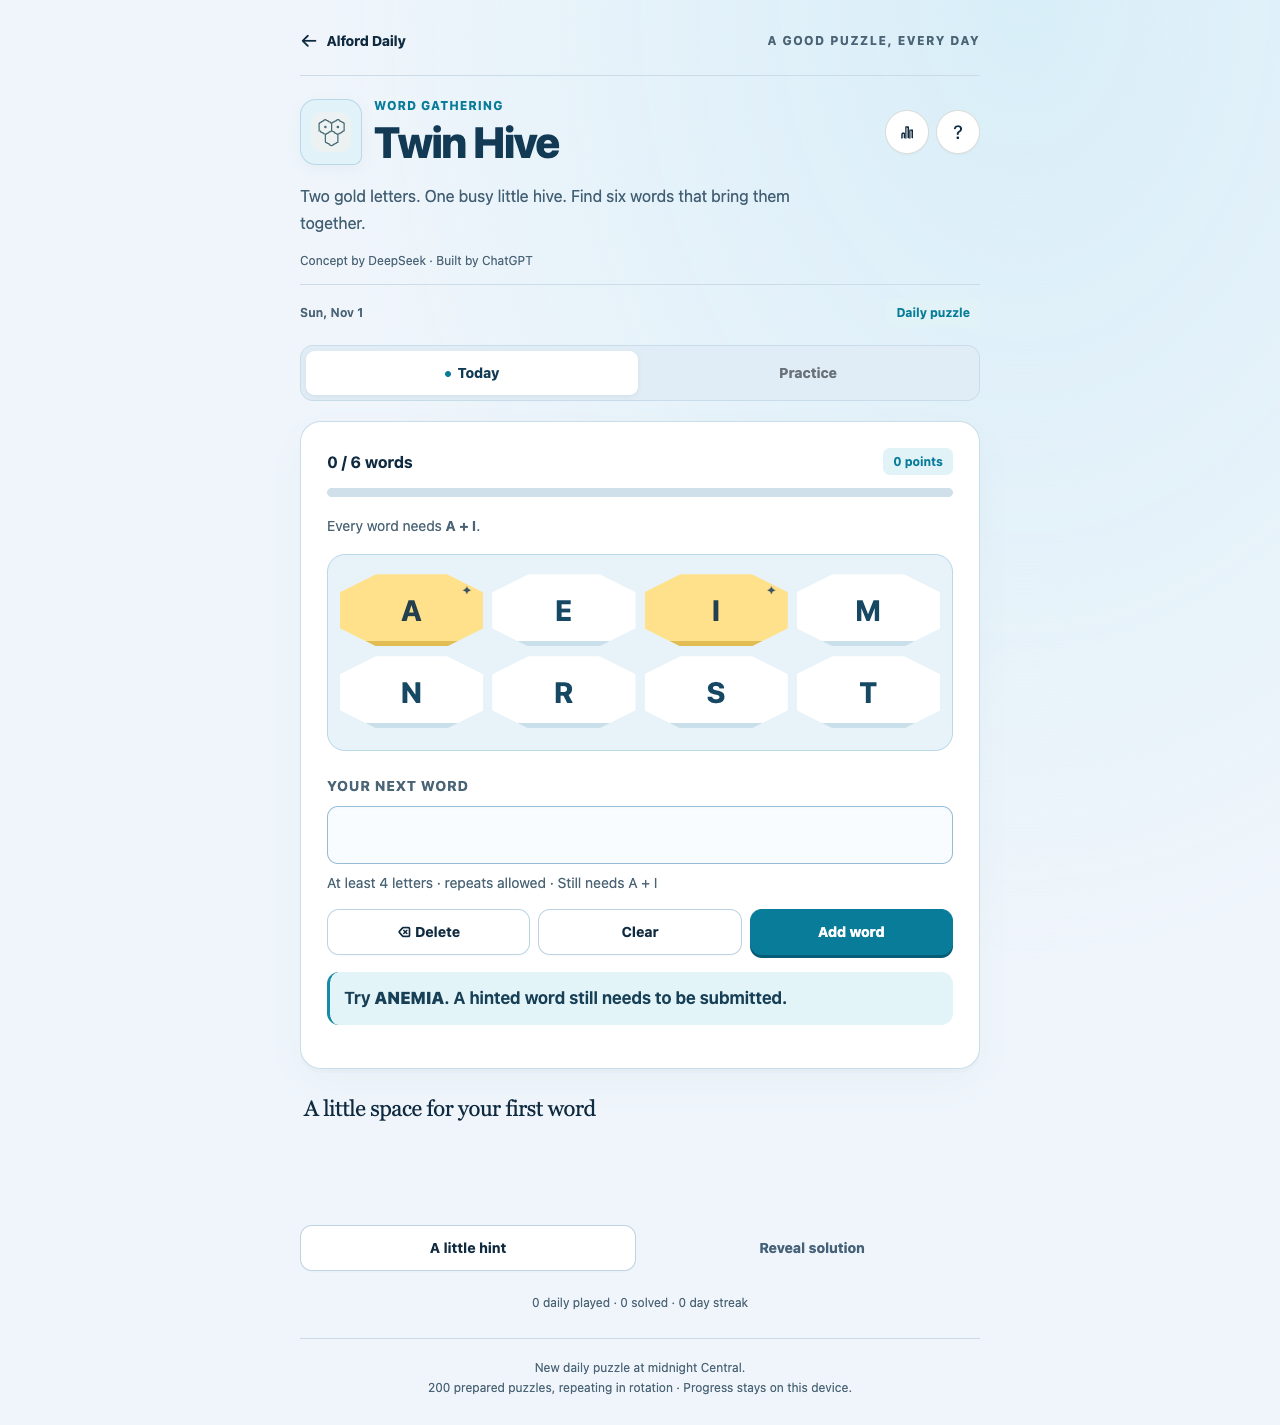 ← Alford Daily
A GOOD PUZZLE, EVERY DAY
WORD GATHERING
Twin Hive
?
Two gold letters. One busy little hive. Find six words that bring them
together.
Concept by DeepSeek · Built by ChatGPT
Sun, Nov 1
Daily puzzle
Today
Practice
0 / 6 words
0 points
Every word needs A + I.
A E I M
N R S T
YOUR NEXT WORD
At least 4 letters · repeats allowed · Still needs A + I
Delete
Clear
Add word
Try ANEMIA. A hinted word still needs to be submitted.
A little space for your first word
A little hint
Reveal solution
0 daily played · 0 solved · 0 day streak
New daily puzzle at midnight Central.
200 prepared puzzles, repeating in rotation · Progress stays on this device.